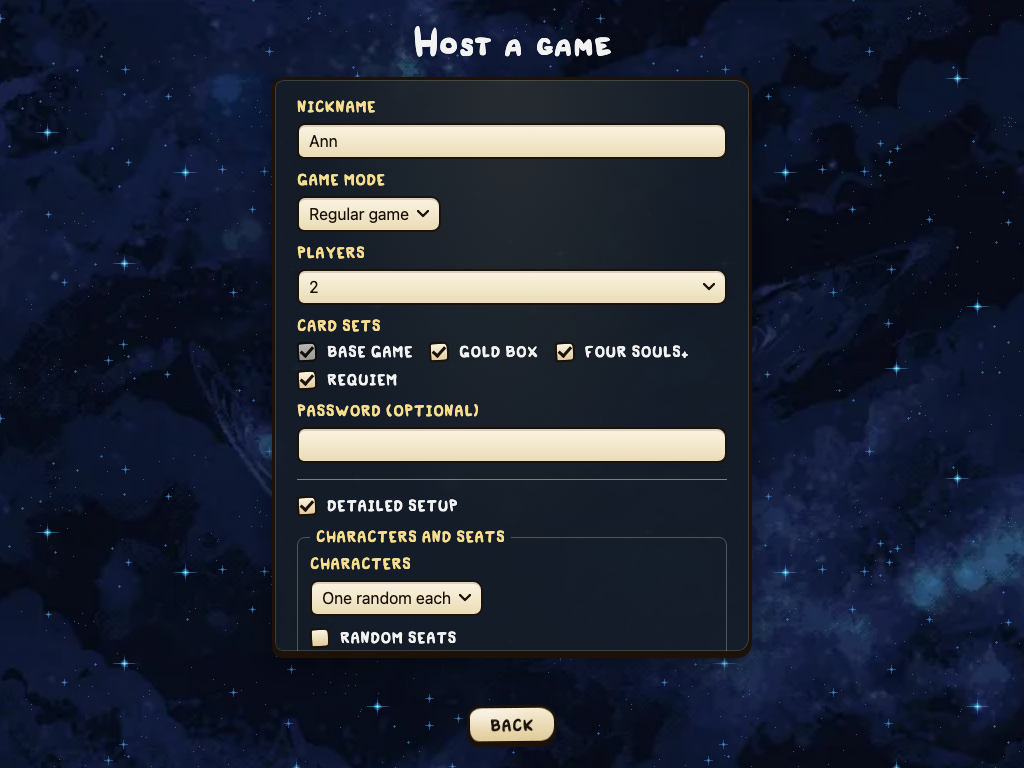 Host a game
NICKNAME
Ann
GAME MODE
Regular game
PLAYERS
2
CARD SETS
BASE GAME GOLD BOX FOUR SOULS+
REQUIEM
PASSWORD (OPTIONAL)
DETAILED SETUP
CHARACTERS AND SEATS
CHARACTERS
One random each
RANDOM SEATS
BACK